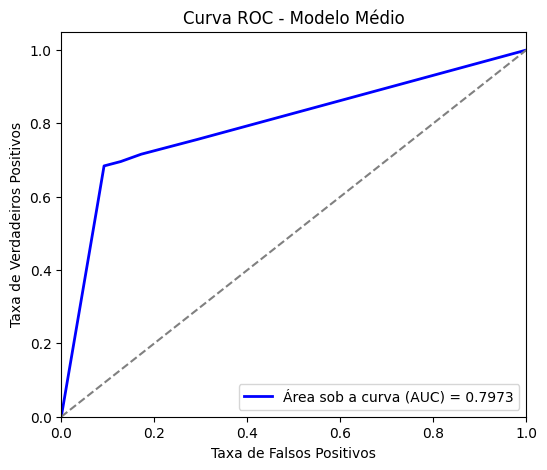 Curva ROC - Modelo Médio
1.0
0.8
0.6
0.4
0.2
0.0
Taxa de Verdadeiros Positivos
Área sob a curva (AUC) = 0.7973
0.0 0.2 0.4 0.6 0.8 1.0
Taxa de Falsos Positivos